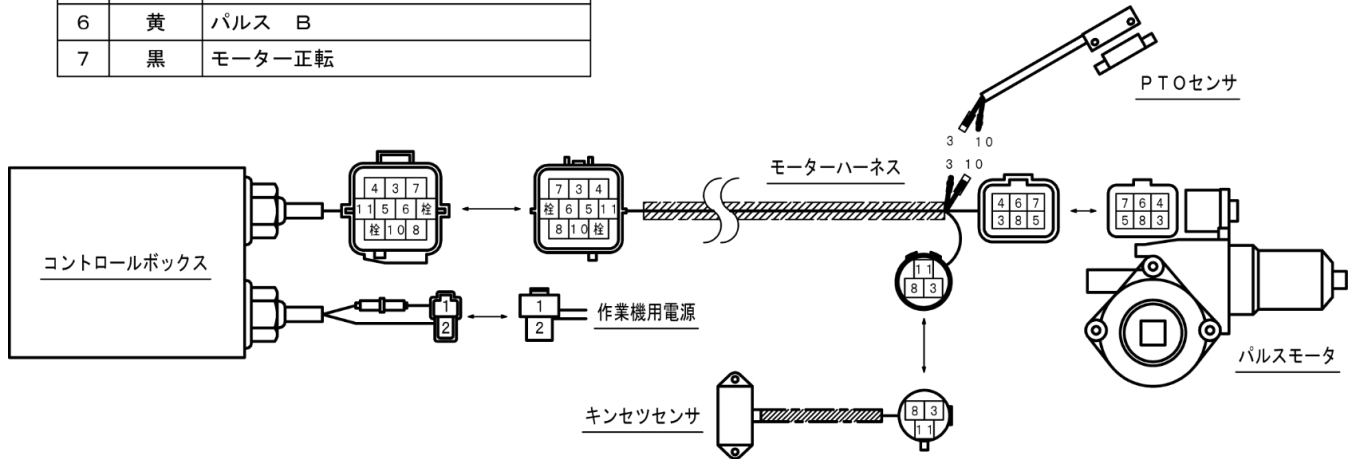 6 黄 パルス B
7 黒 モーター正転
PTOセンサ
3 10
3 10
モーターハーネス
4 3 7
11 5 6 栓
栓 10 8
7 3 4
栓 6 5 11
8 10 栓
4 6 7
3 8 5
7 6 4
5 8 3
コントロールボックス
11
8 3
1
2
1
2
作業機用電源
パルスモータ
キンセツセンサ
8 3
11